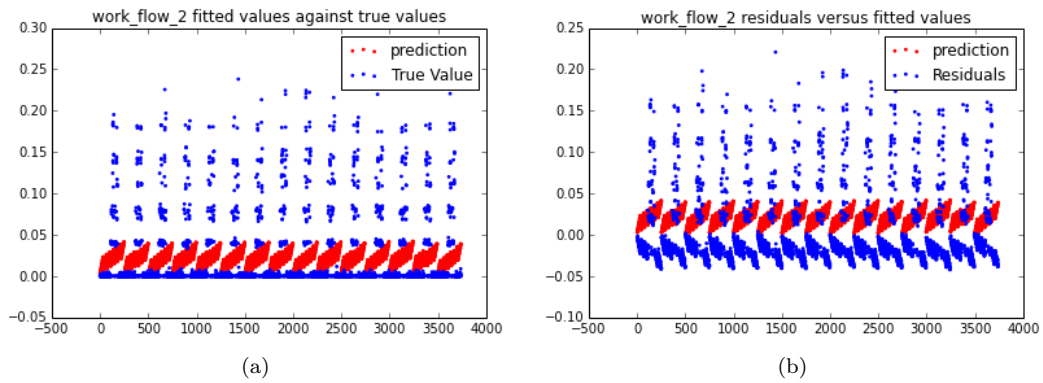 work_flow_2 fitted values against true values
0.30
0.25
0.20
0.15
0.10
0.05
0.00
−0.05
−500 0 500 1000 1500 2000 2500 3000 3500 4000
prediction
True Value
(a)
work_flow_2 residuals versus fitted values
0.25
0.20
0.15
0.10
0.05
0.00
−0.05
−0.10
−500 0 500 1000 1500 2000 2500 3000 3500 4000
prediction
Residuals
(b)